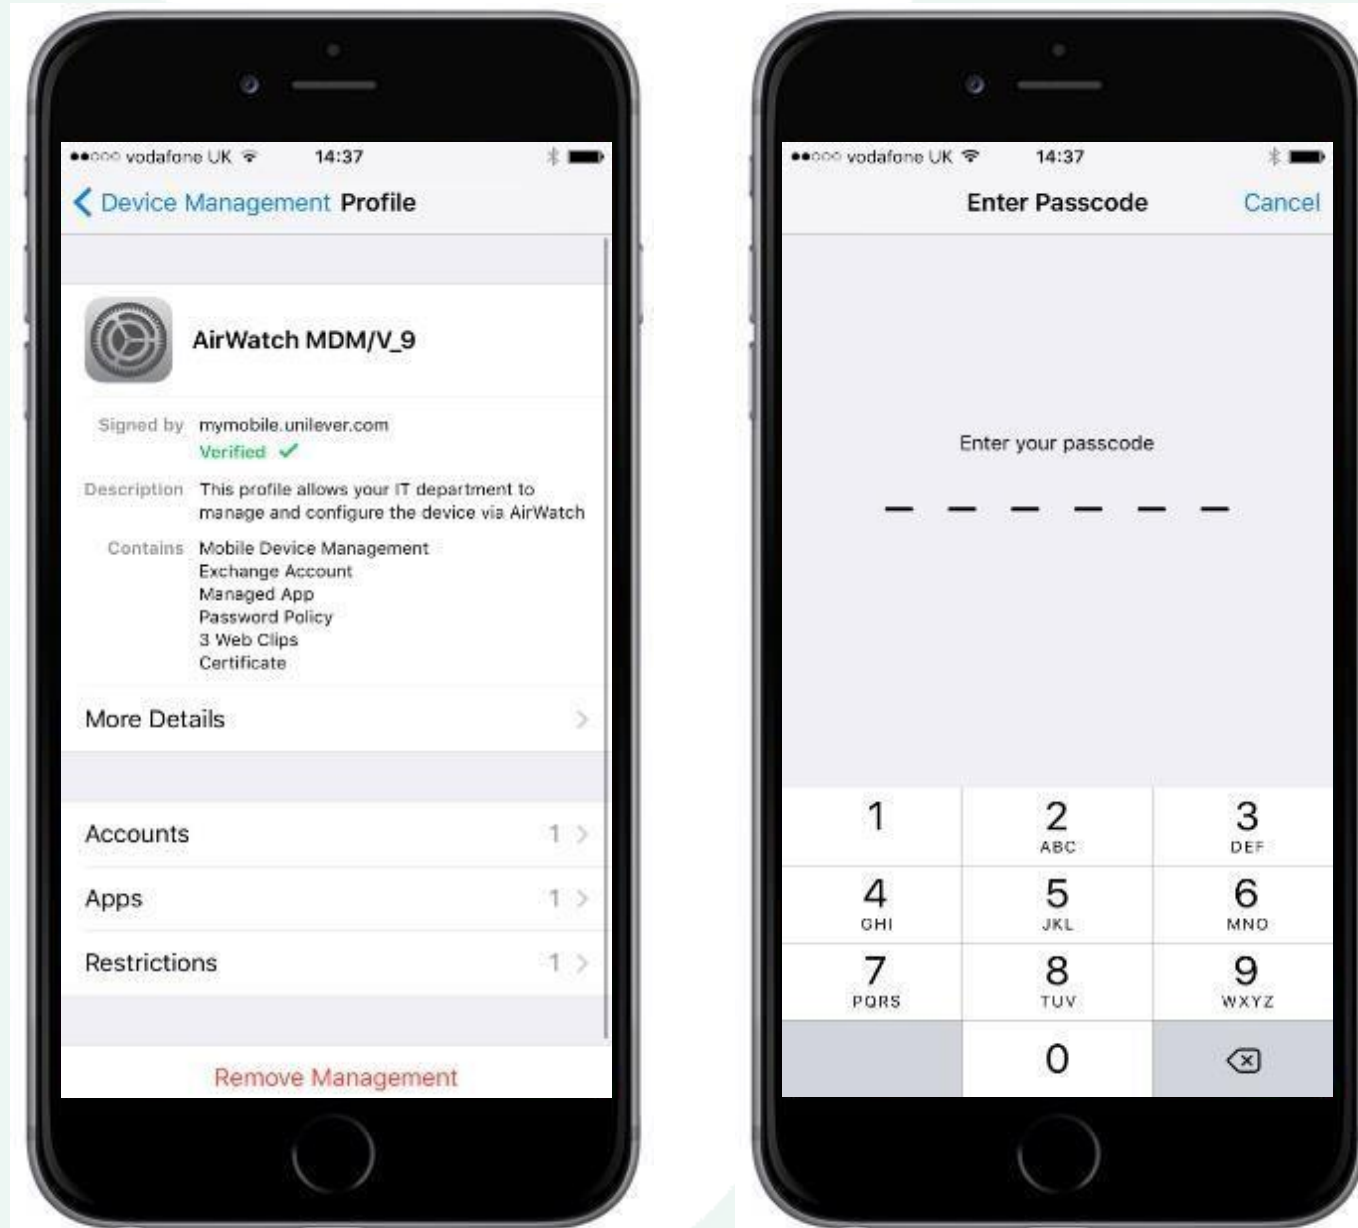 vodafone UK 14:37
Device Management Profile
AirWatch MDM/V_9
Signed by mymobile.unilever.com
Verified
Description This profile allows your IT department to
manage and configure the device via AirWatch
Contains Mobile Device Management
Exchange Account
Managed App
Password Policy
3 Web Clips
Certificate
More Details
Accounts 1
Apps 1
Restrictions 1
Remove Management
vodafone UK 14:37
Enter Passcode Cancel
Enter your passcode
1 2 3
ABC DEF
4 5 6
GHI JKL MNO
7 8 9
PQRS TUV WXYZ
0